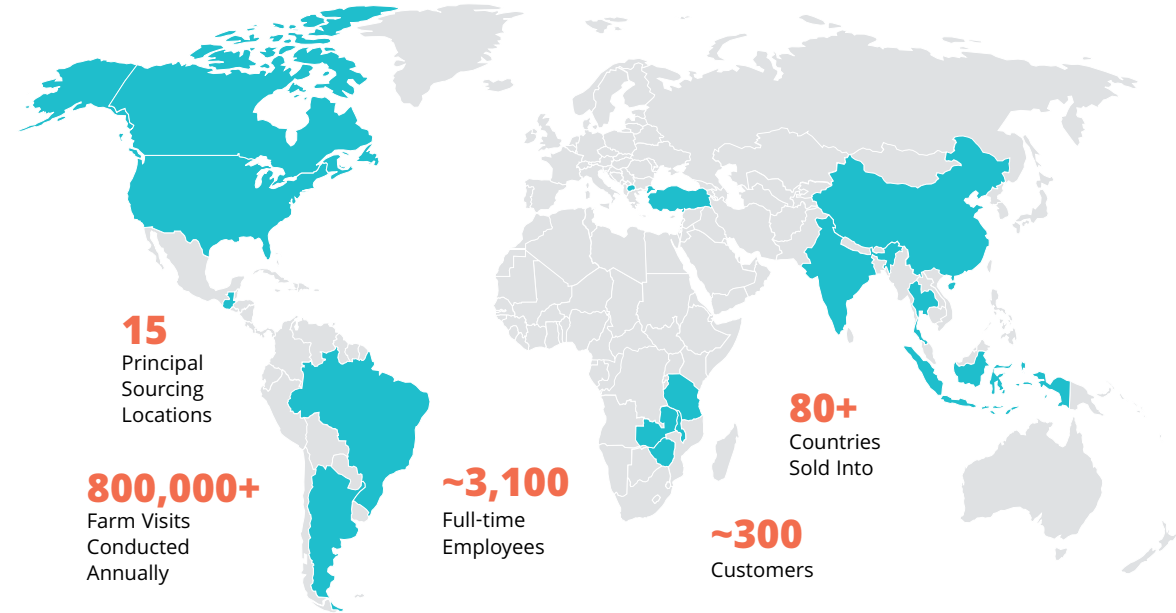 15
Principal
Sourcing
Locations
800,000+
Farm Visits
Conducted
Annually
~3,100
Full-time
Employees
80+
Countries
Sold Into
~300
Customers